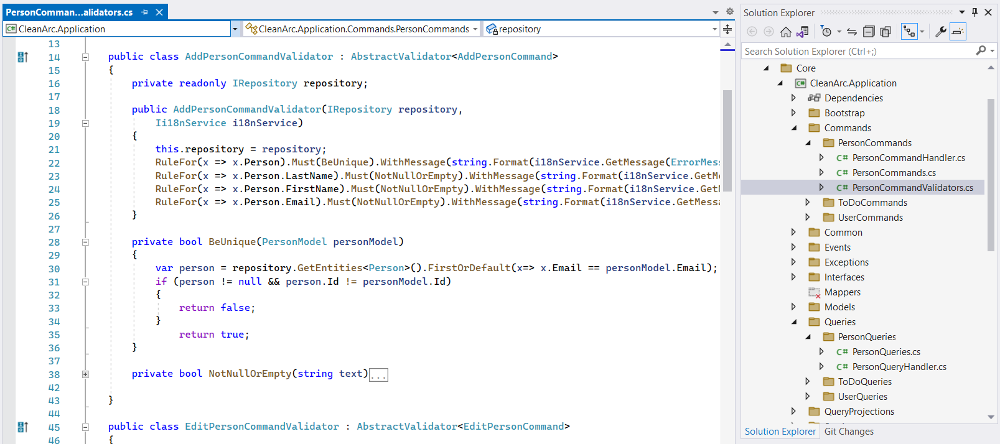 PersonComman...alidators.cs
CleanArc.Application
CleanArc.Application.Commands.PersonCommands
repository
13
14 public class AddPersonCommandValidator : AbstractValidator<AddPersonCommand>
15 {
16 private readonly IRepository repository;
17
18 public AddPersonCommandValidator(IRepository repository,
19 Ii18nService i18nService)
20 {
21 this.repository = repository;
22 RuleFor(x => x.Person).Must(BeUnique).WithMessage(string.Format(i18nService.GetMessage(ErrorMess
23 RuleFor(x => x.Person.LastName).Must(NotNullOrEmpty).WithMessage(string.Format(i18nService.GetMe
24 RuleFor(x => x.Person.FirstName).Must(NotNullOrEmpty).WithMessage(string.Format(i18nService.GetM
25 RuleFor(x => x.Person.Email).Must(NotNullOrEmpty).WithMessage(string.Format(i18nService.GetMessa
26 }
27
28 private bool BeUnique(PersonModel personModel)
29 {
30 var person = repository.GetEntities<Person>().FirstOrDefault(x=> x.Email == personModel.Email);
31 if (person != null && person.Id != personModel.Id)
32 {
33 return false;
34 }
35 return true;
36 }
37
38 private bool NotNullOrEmpty(string text)...
42
43 }
44
45 public class EditPersonCommandValidator : AbstractValidator<EditPersonCommand>
46 {
Solution Explorer
Search Solution Explorer (Ctrl+;)
Core
C# CleanArc.Application
Dependencies
Bootstrap
Commands
PersonCommands
C# PersonCommandHandler.cs
C# PersonCommands.cs
C# PersonCommandValidators.cs
ToDoCommands
UserCommands
Common
Events
Exceptions
Interfaces
Mappers
Models
Queries
PersonQueries
C# PersonQueries.cs
C# PersonQueryHandler.cs
ToDoQueries
UserQueries
QueryProjections
Solution Explorer
Git Changes